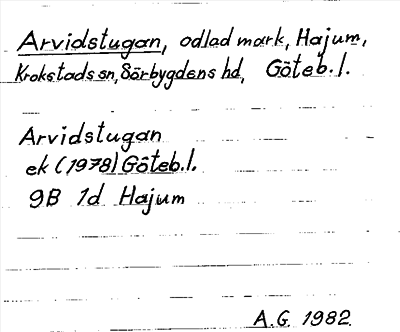 Arvidstugan, odlad mark, Hajum,
Krokstads sn, Sörbygdens hd, Göteb. l.
Arvidstugan
ek (1978) Göteb. l.
9B 1d Hajum
A.G. 1982.